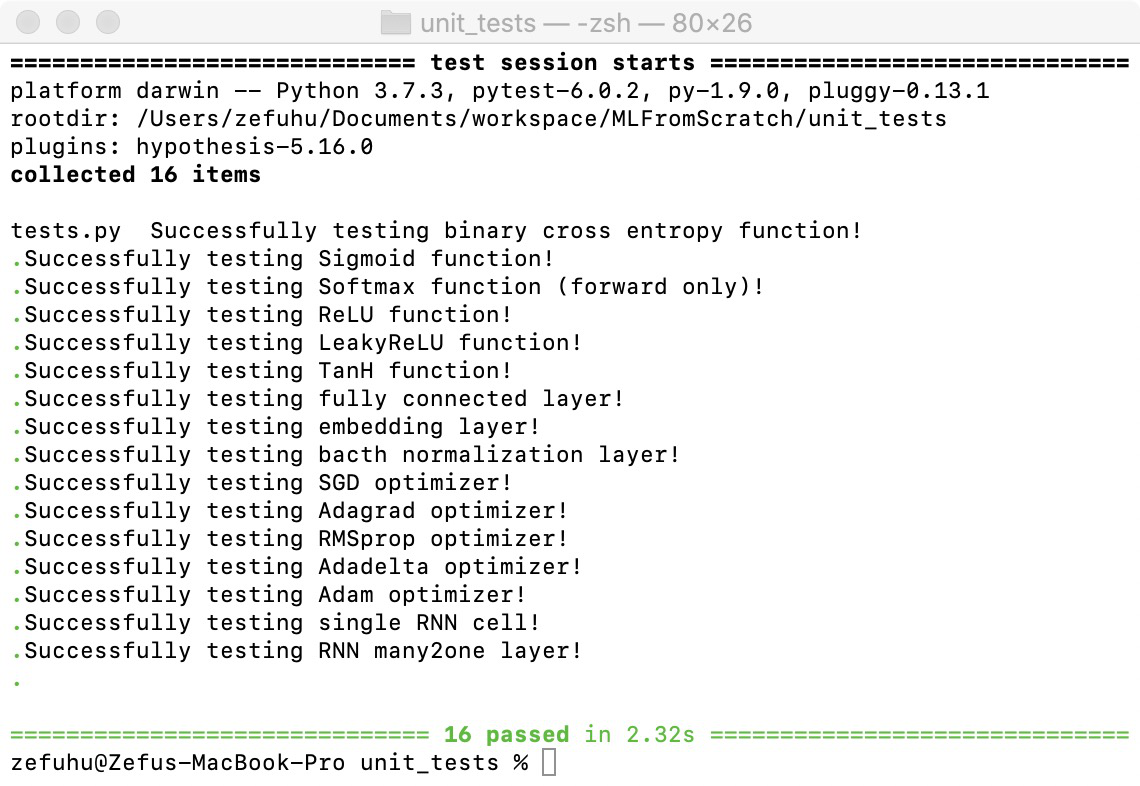 unit_tests — -zsh — 80×26
============================= test session starts ==============================
platform darwin -- Python 3.7.3, pytest-6.0.2, py-1.9.0, pluggy-0.13.1
rootdir: /Users/zefuhu/Documents/workspace/MLFromScratch/unit_tests
plugins: hypothesis-5.16.0
collected 16 items
tests.py  Successfully testing binary cross entropy function!
.Successfully testing Sigmoid function!
.Successfully testing Softmax function (forward only)!
.Successfully testing ReLU function!
.Successfully testing LeakyReLU function!
.Successfully testing TanH function!
.Successfully testing fully connected layer!
.Successfully testing embedding layer!
.Successfully testing bacth normalization layer!
.Successfully testing SGD optimizer!
.Successfully testing Adagrad optimizer!
.Successfully testing RMSprop optimizer!
.Successfully testing Adadelta optimizer!
.Successfully testing Adam optimizer!
.Successfully testing single RNN cell!
.Successfully testing RNN many2one layer!
.
============================== 16 passed in 2.32s ==============================
zefuhu@Zefus-MacBook-Pro unit_tests %